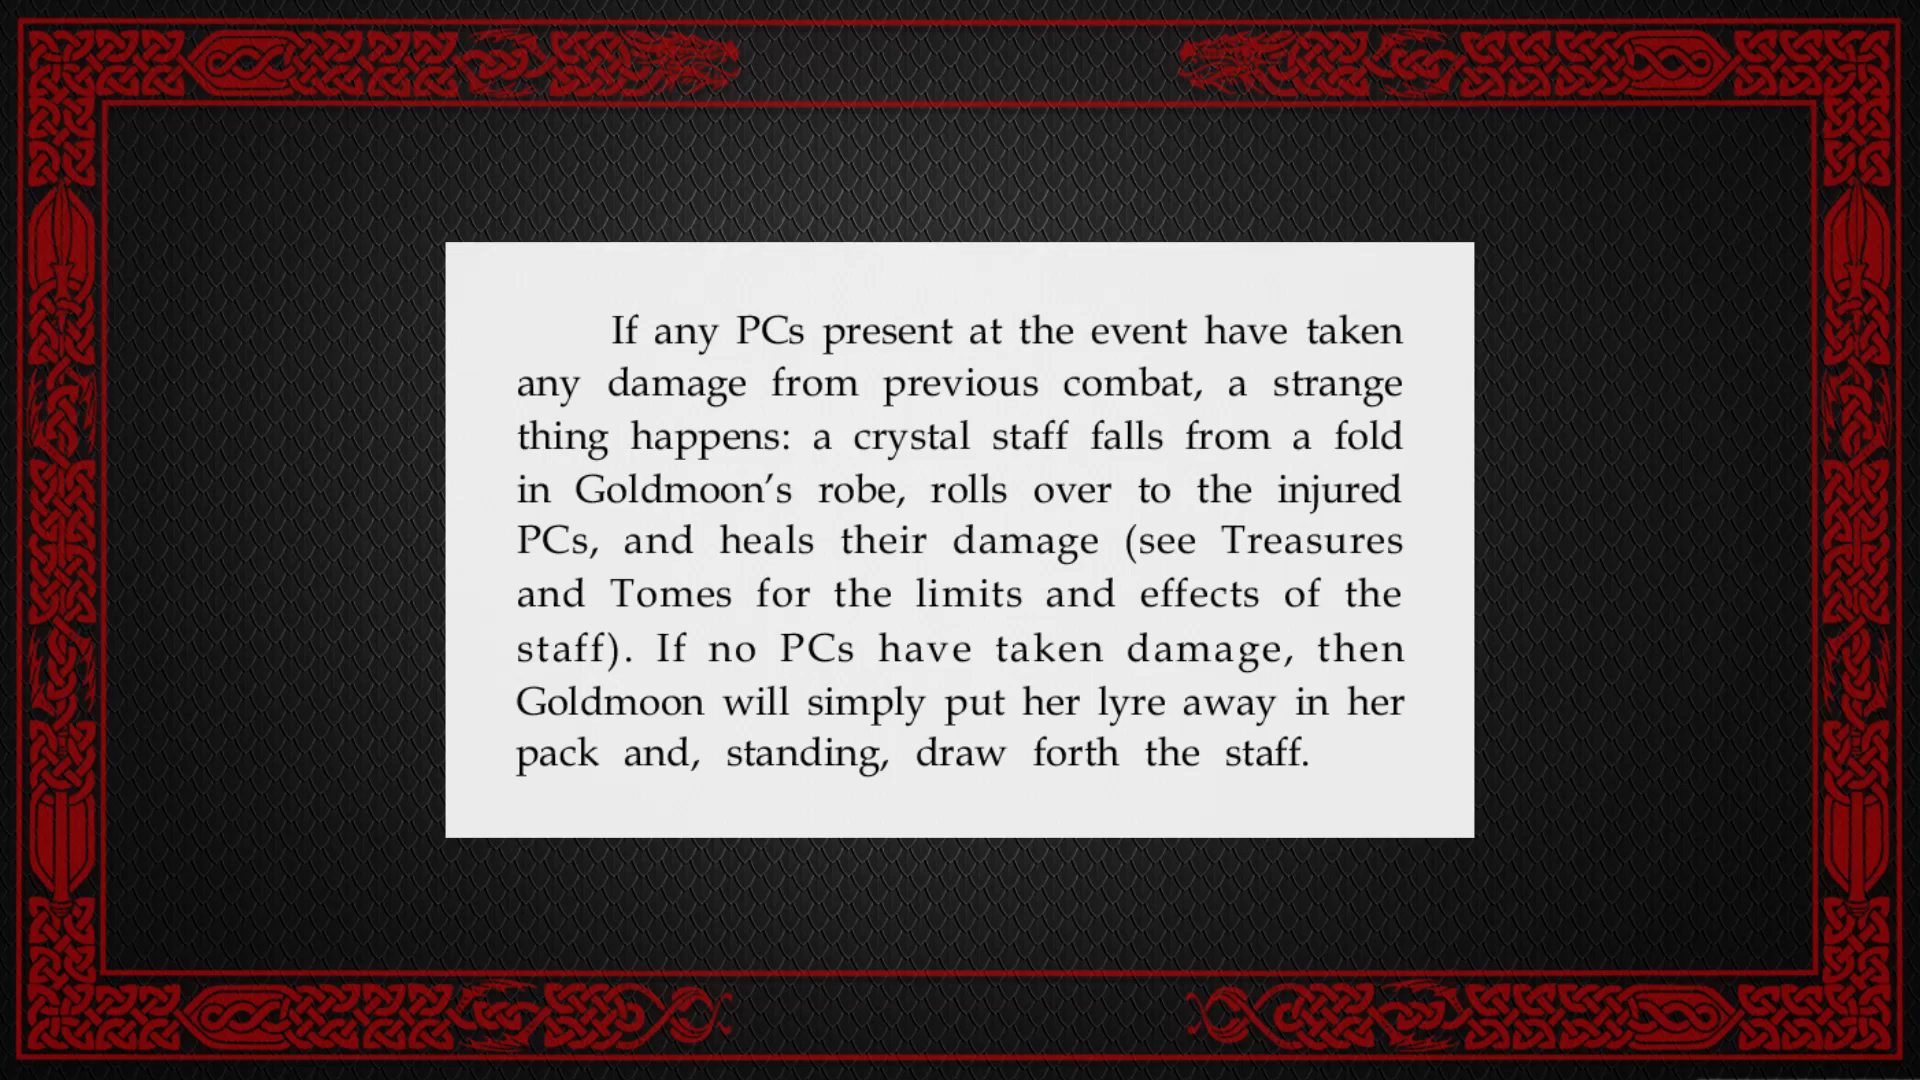 If any PCs present at the event have taken
any damage from previous combat, a strange
thing happens: a crystal staff falls from a fold
in Goldmoon’s robe, rolls over to the injured
PCs, and heals their damage (see Treasures
and Tomes for the limits and effects of the
staff). If no PCs have taken damage, then
Goldmoon will simply put her lyre away in her
pack and, standing, draw forth the staff.